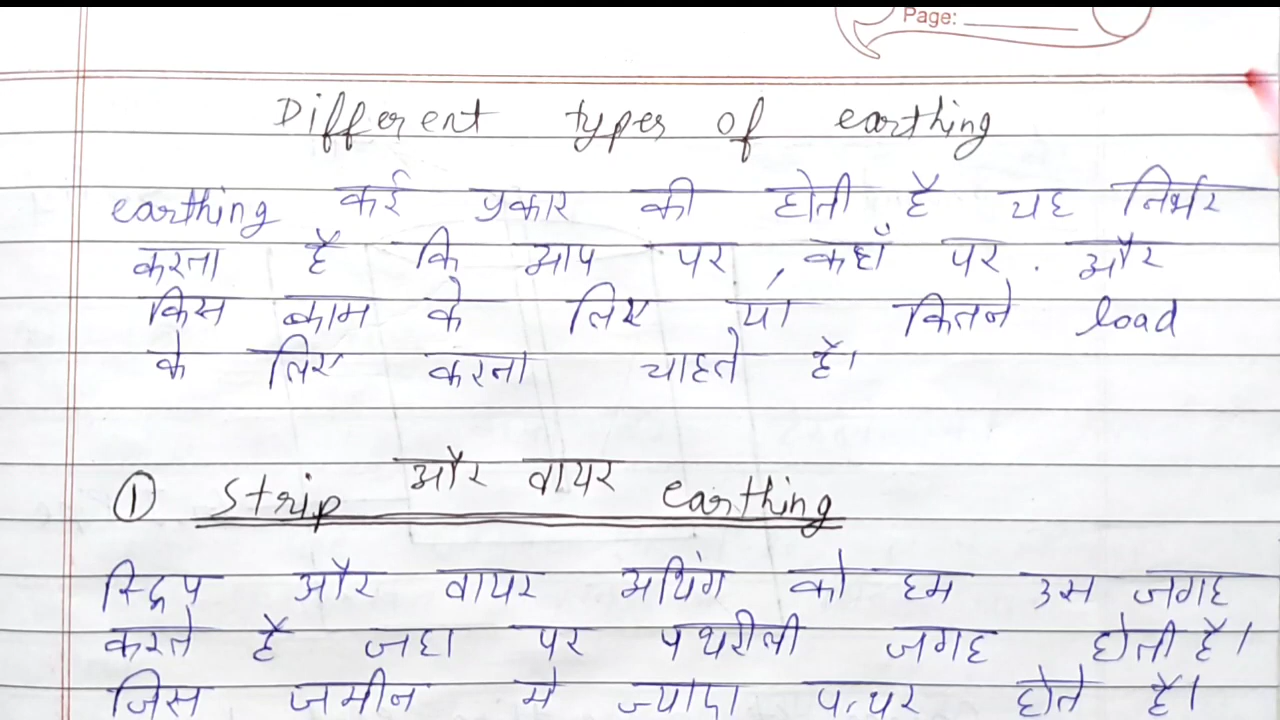 Page:
Different types of earthing
earthing कई प्रकार की होती है यह निर्भर
करता है कि आप पर, कहाँ पर . और
किस काम के लिए या कितने load
के लिए करना चाहते है।
① Strip और वायर earthing
स्ट्रिप और वायर अर्थिंग को हम उस जगह
करते है जहा पर पथरीली जगह होती है।
जिस जमीन मे ज्यादा पत्थर होते है।